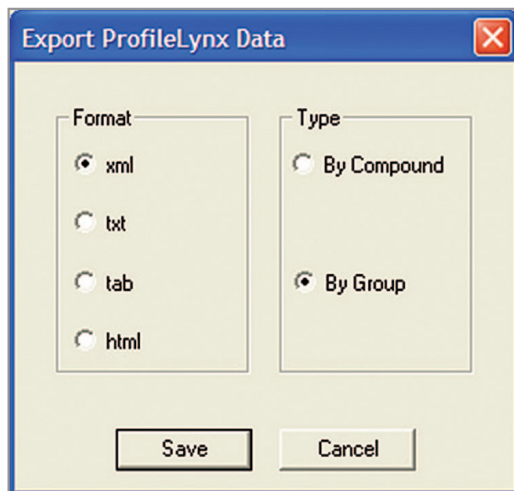 Export ProfileLynx Data
Format
xml
txt
tab
html
Type
By Compound
By Group
Save
Cancel